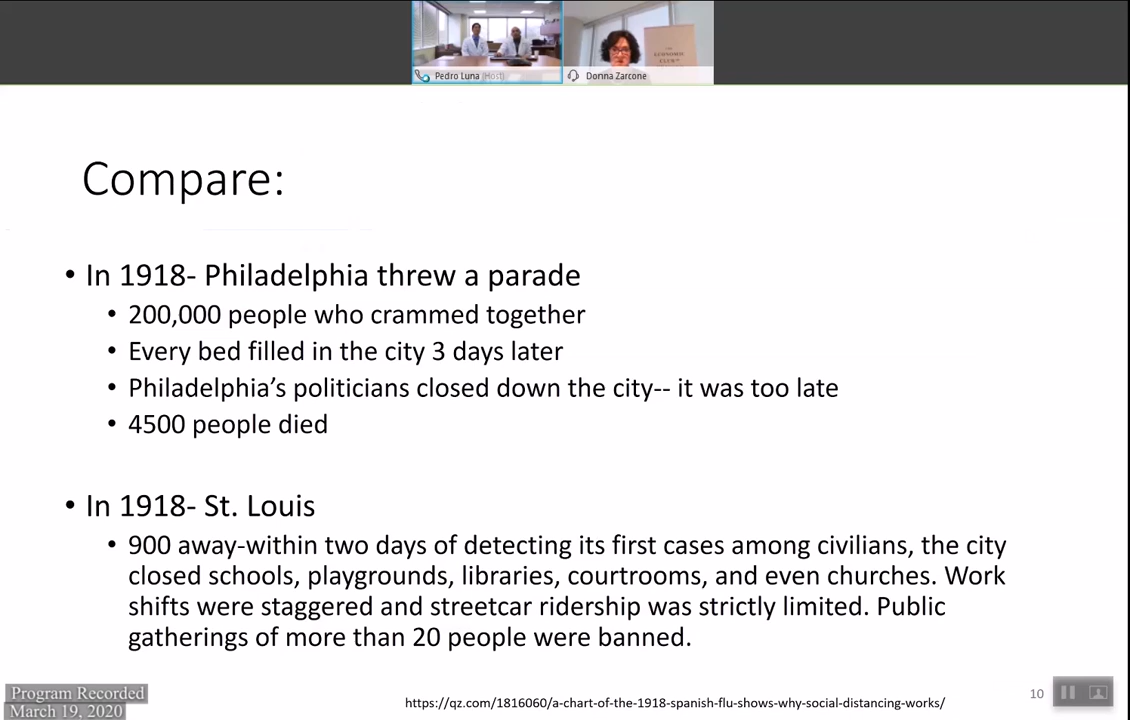 Pedro Luna (Host)
Donna Zarcone
THE
ECONOMIC
CLUB
Compare:
• In 1918- Philadelphia threw a parade
• 200,000 people who crammed together
• Every bed filled in the city 3 days later
• Philadelphia’s politicians closed down the city-- it was too late
• 4500 people died
• In 1918- St. Louis
• 900 away-within two days of detecting its first cases among civilians, the city
closed schools, playgrounds, libraries, courtrooms, and even churches. Work
shifts were staggered and streetcar ridership was strictly limited. Public
gatherings of more than 20 people were banned.
Program Recorded
March 19, 2020
https://qz.com/1816060/a-chart-of-the-1918-spanish-flu-shows-why-social-distancing-works/
10